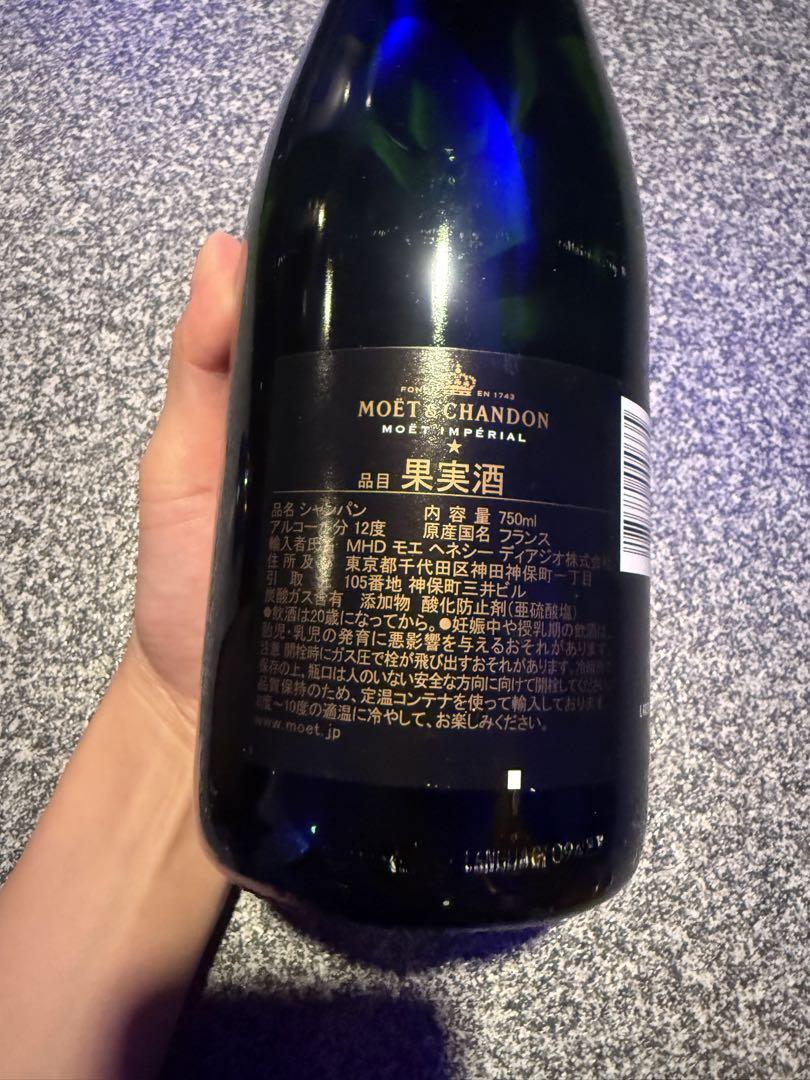 EN 1743
MOËT & CHANDON
MOËT IMPÉRIAL
品目 果実酒
品名 シャンパン 内容量 750ml
アルコール分 12度 原産国名 フランス
輸入者氏名 MHD モエ ヘネシー ディアジオ株式会
住所及び 東京都千代田区神田神保町一丁目
引取先 105番地 神保町三井ビル
炭酸ガス含有 添加物 酸化防止剤(亜硫酸塩)
●飲酒は20歳になってから。●妊娠中や授乳期の飲酒は、
胎児・乳児の発育に悪影響を与えるおそれがあります。
注意 開栓時にガス圧で栓が飛び出すおそれがあります。
保存の上、瓶口は人のいない安全な方向に向けて開栓してください。
品質保持のため、定温コンテナを使って輸入しております。
度〜10度の適温に冷やして、お楽しみください。
www.moet.jp